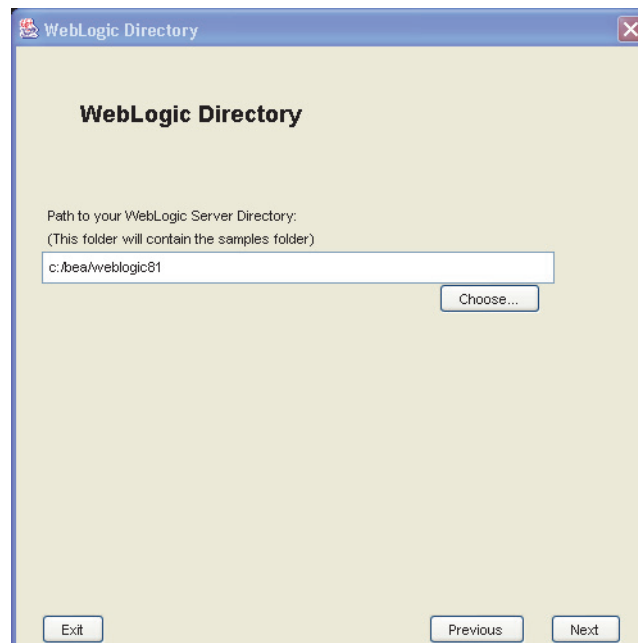 WebLogic Directory
WebLogic Directory
Path to your WebLogic Server Directory:
(This folder will contain the samples folder)
c:/bea/weblogic81
Choose...
Exit
Previous
Next